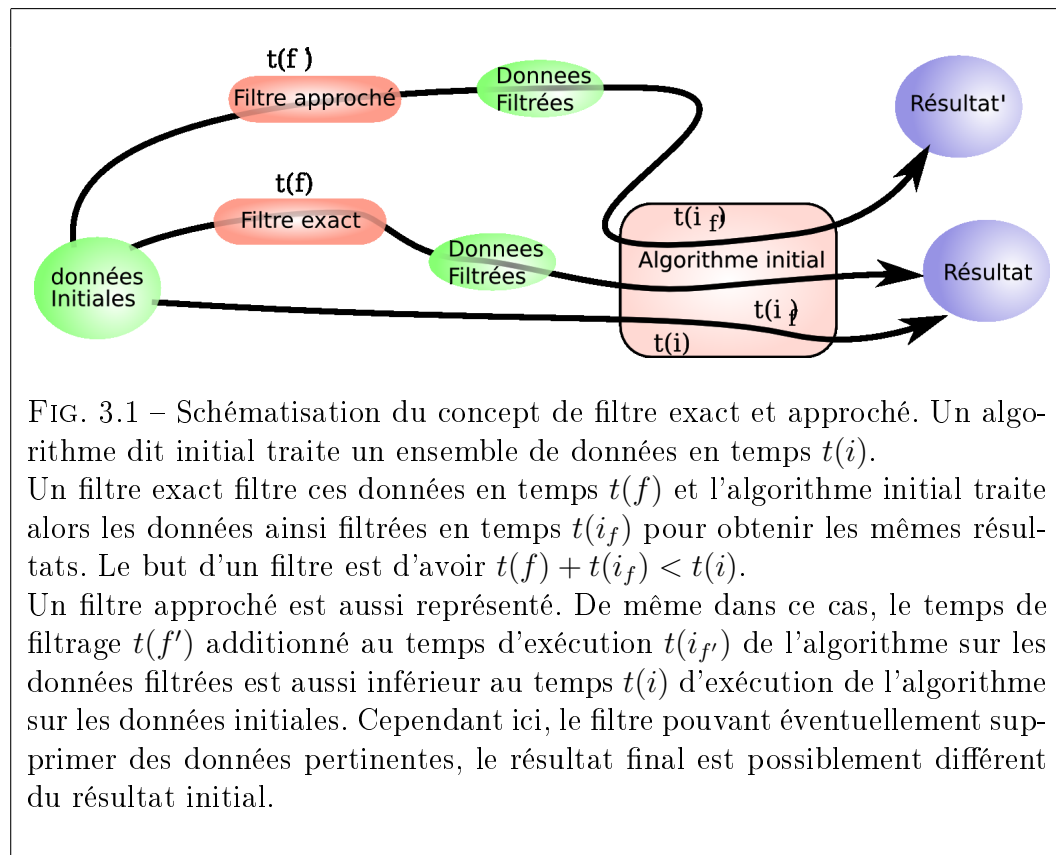 t(f')
Filtre approché
Donnees
Filtrées
Résultat'
t(f)
Filtre exact
Donnees
Filtrées
données
Initiales
t(i f')
Algorithme initial
t(i f)
t(i)
Résultat
FIG. 3.1 – Schématisation du concept de filtre exact et approché. Un algo-
rithme dit initial traite un ensemble de données en temps t(i).
Un filtre exact filtre ces données en temps t(f) et l'algorithme initial traite
alors les données ainsi filtrées en temps t(i_f) pour obtenir les mêmes résul-
tats. Le but d'un filtre est d'avoir t(f) + t(i_f) < t(i).
Un filtre approché est aussi représenté. De même dans ce cas, le temps de
filtrage t(f') additionné au temps d'exécution t(i_{f'}) de l'algorithme sur les
données filtrées est aussi inférieur au temps t(i) d'exécution de l'algorithme
sur les données initiales. Cependant ici, le filtre pouvant éventuellement sup-
primer des données pertinentes, le résultat final est possiblement différent
du résultat initial.